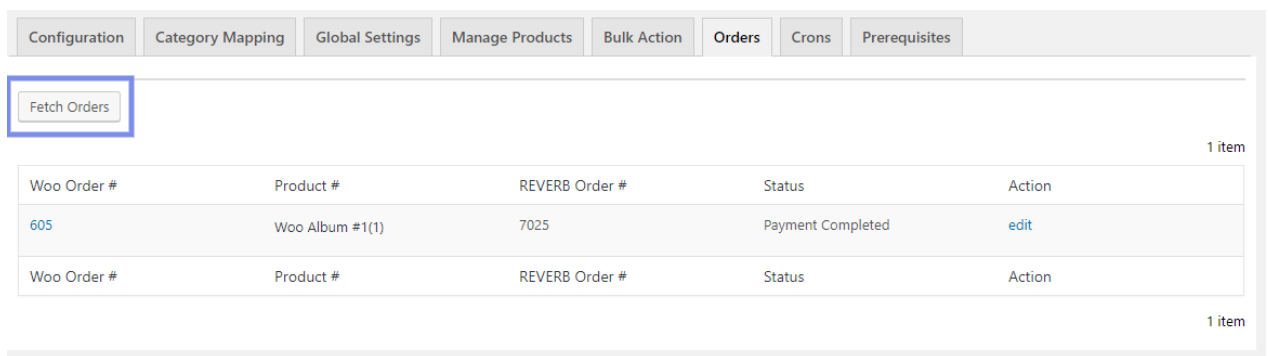 Configuration Category Mapping Global Settings Manage Products Bulk Action Orders Crons Prerequisites
Fetch Orders
1 item
Woo Order # Product # REVERB Order # Status Action
605 Woo Album #1(1) 7025 Payment Completed edit
Woo Order # Product # REVERB Order # Status Action
1 item